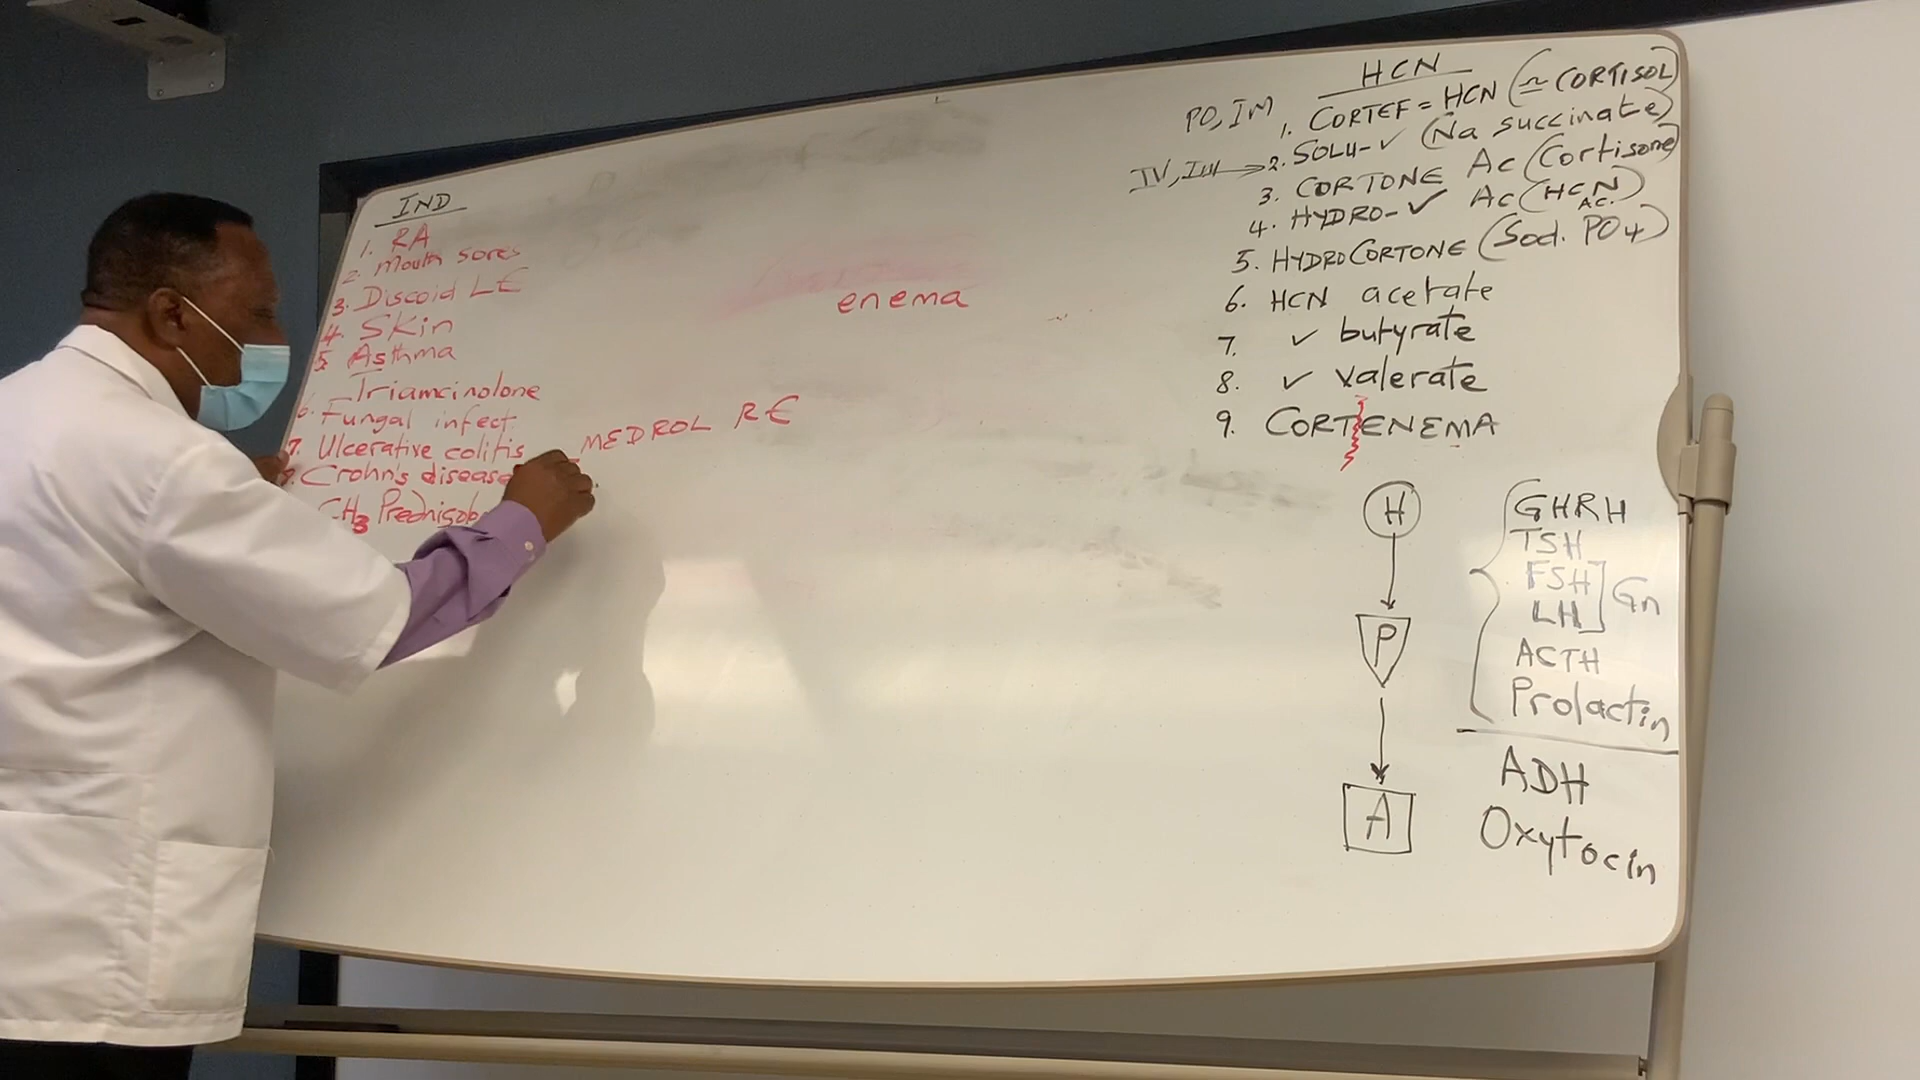 IND
1. RA
2. Mouth sores
3. Discoid LE
4. Skin
5. Asthma
Triamcinolone
6. Fungal infect.
7. Ulcerative colitis
Crohn's disease
CH3
MEDROL RE
enema
HCN
PO, IM 1. CORTEF = HCN (≃ CORTISOL)
IV, IM → 2. SOLU- ✓ (Na succinate)
3. CORTONE Ac (Cortisone)
4. HYDRO- ✓ Ac (HCN Ac.)
5. HYDROCORTONE (Sod. PO4)
6. HCN acetate
7. ✓ butyrate
8. ✓ valerate
9. CORTENEMA
H
P
A
GHRH
TSH
FSH
LH
Gn
ACTH
Prolactin
ADH
Oxytocin